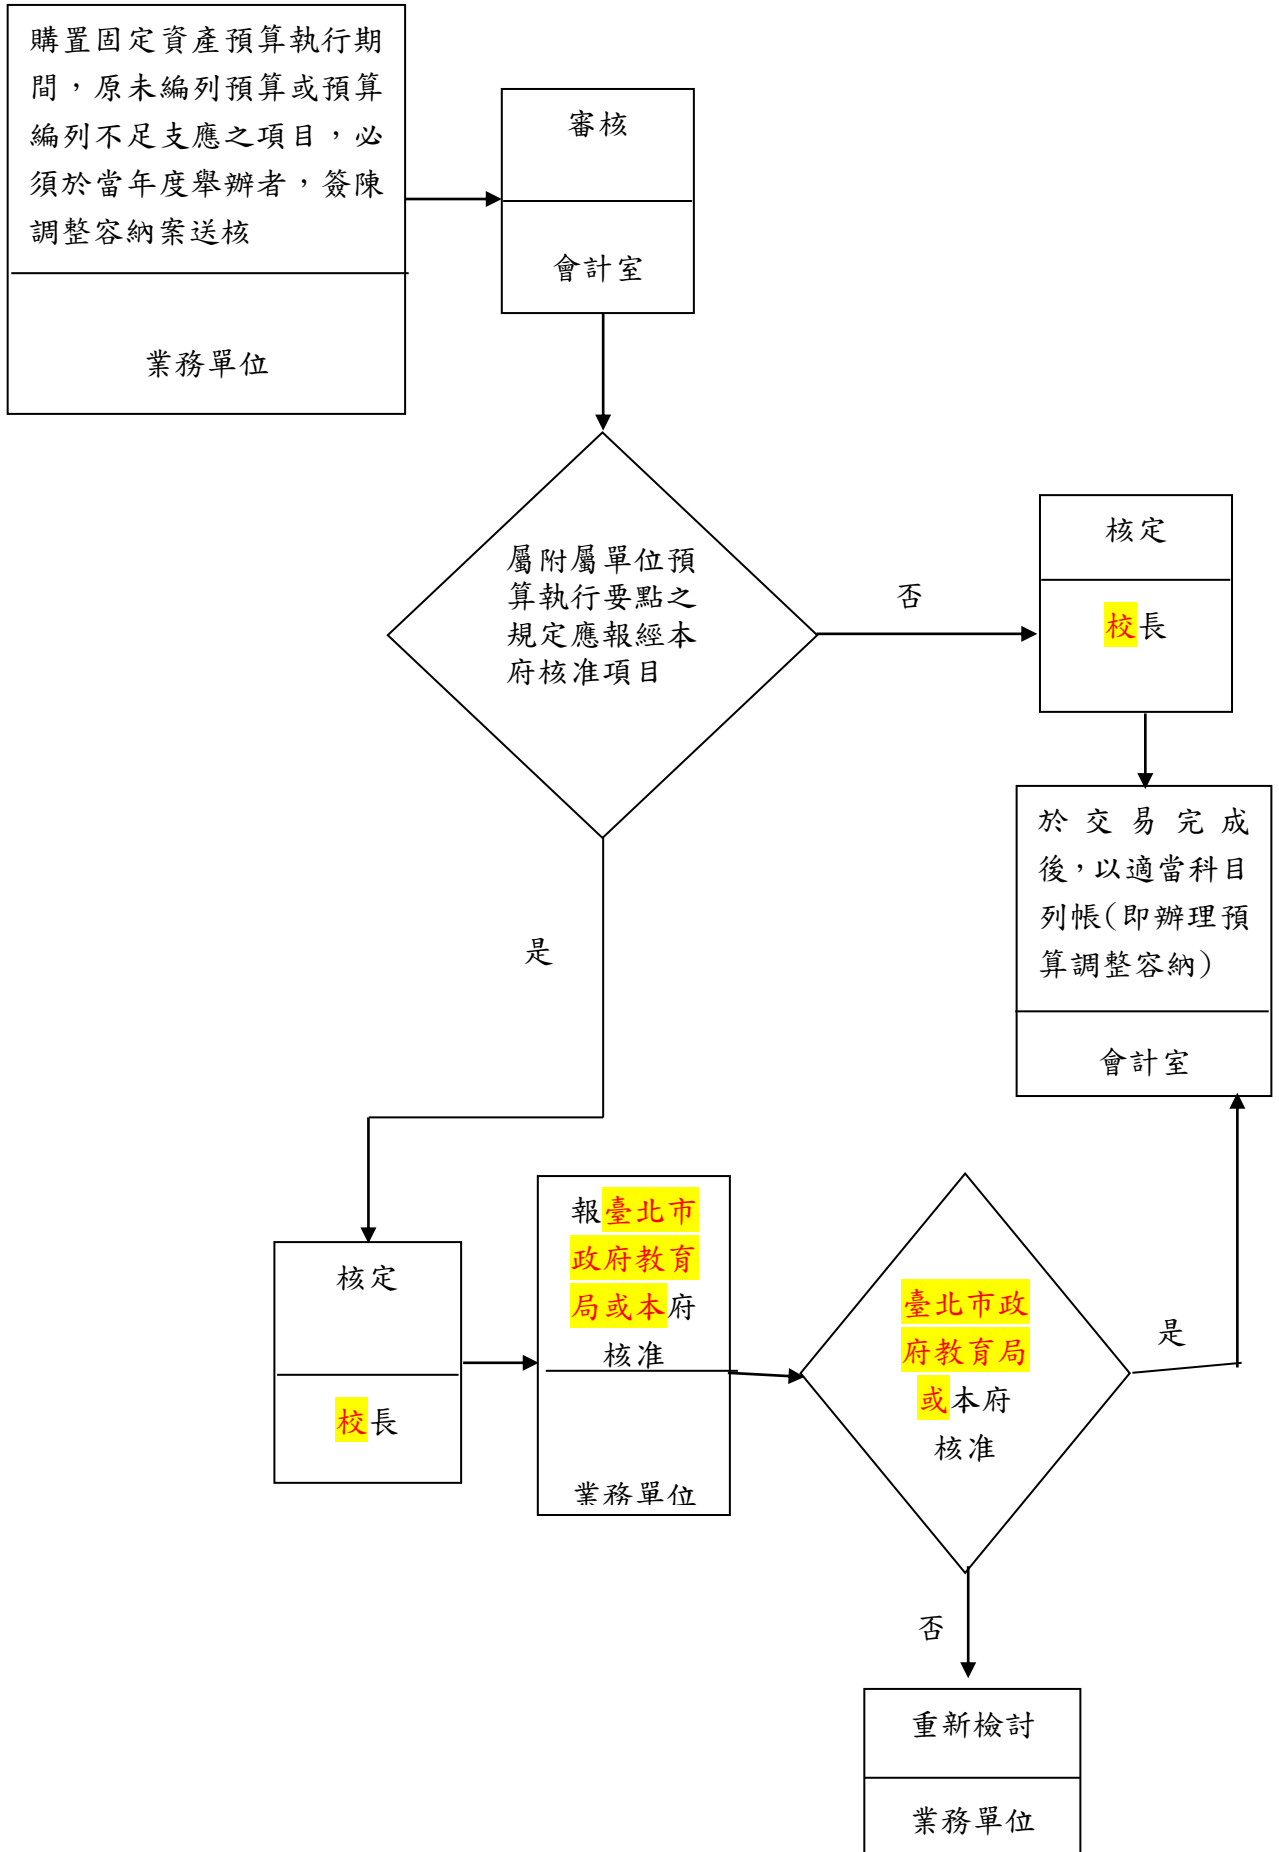 購置固定資產預算執行期
間，原未編列預算或預算
編列不足支應之項目，必
須於當年度舉辦者，簽陳
調整容納案送核
業務單位
審核
會計室
屬附屬單位預
算執行要點之
規定應報經本
府核准項目
否
核定
校長
於交易完成
後，以適當科目
列帳(即辦理預
算調整容納)
會計室
是
核定
校長
報臺北市
政府教育
局或本府
核准
業務單位
臺北市政
府教育局
或本府
核准
是
否
重新檢討
業務單位